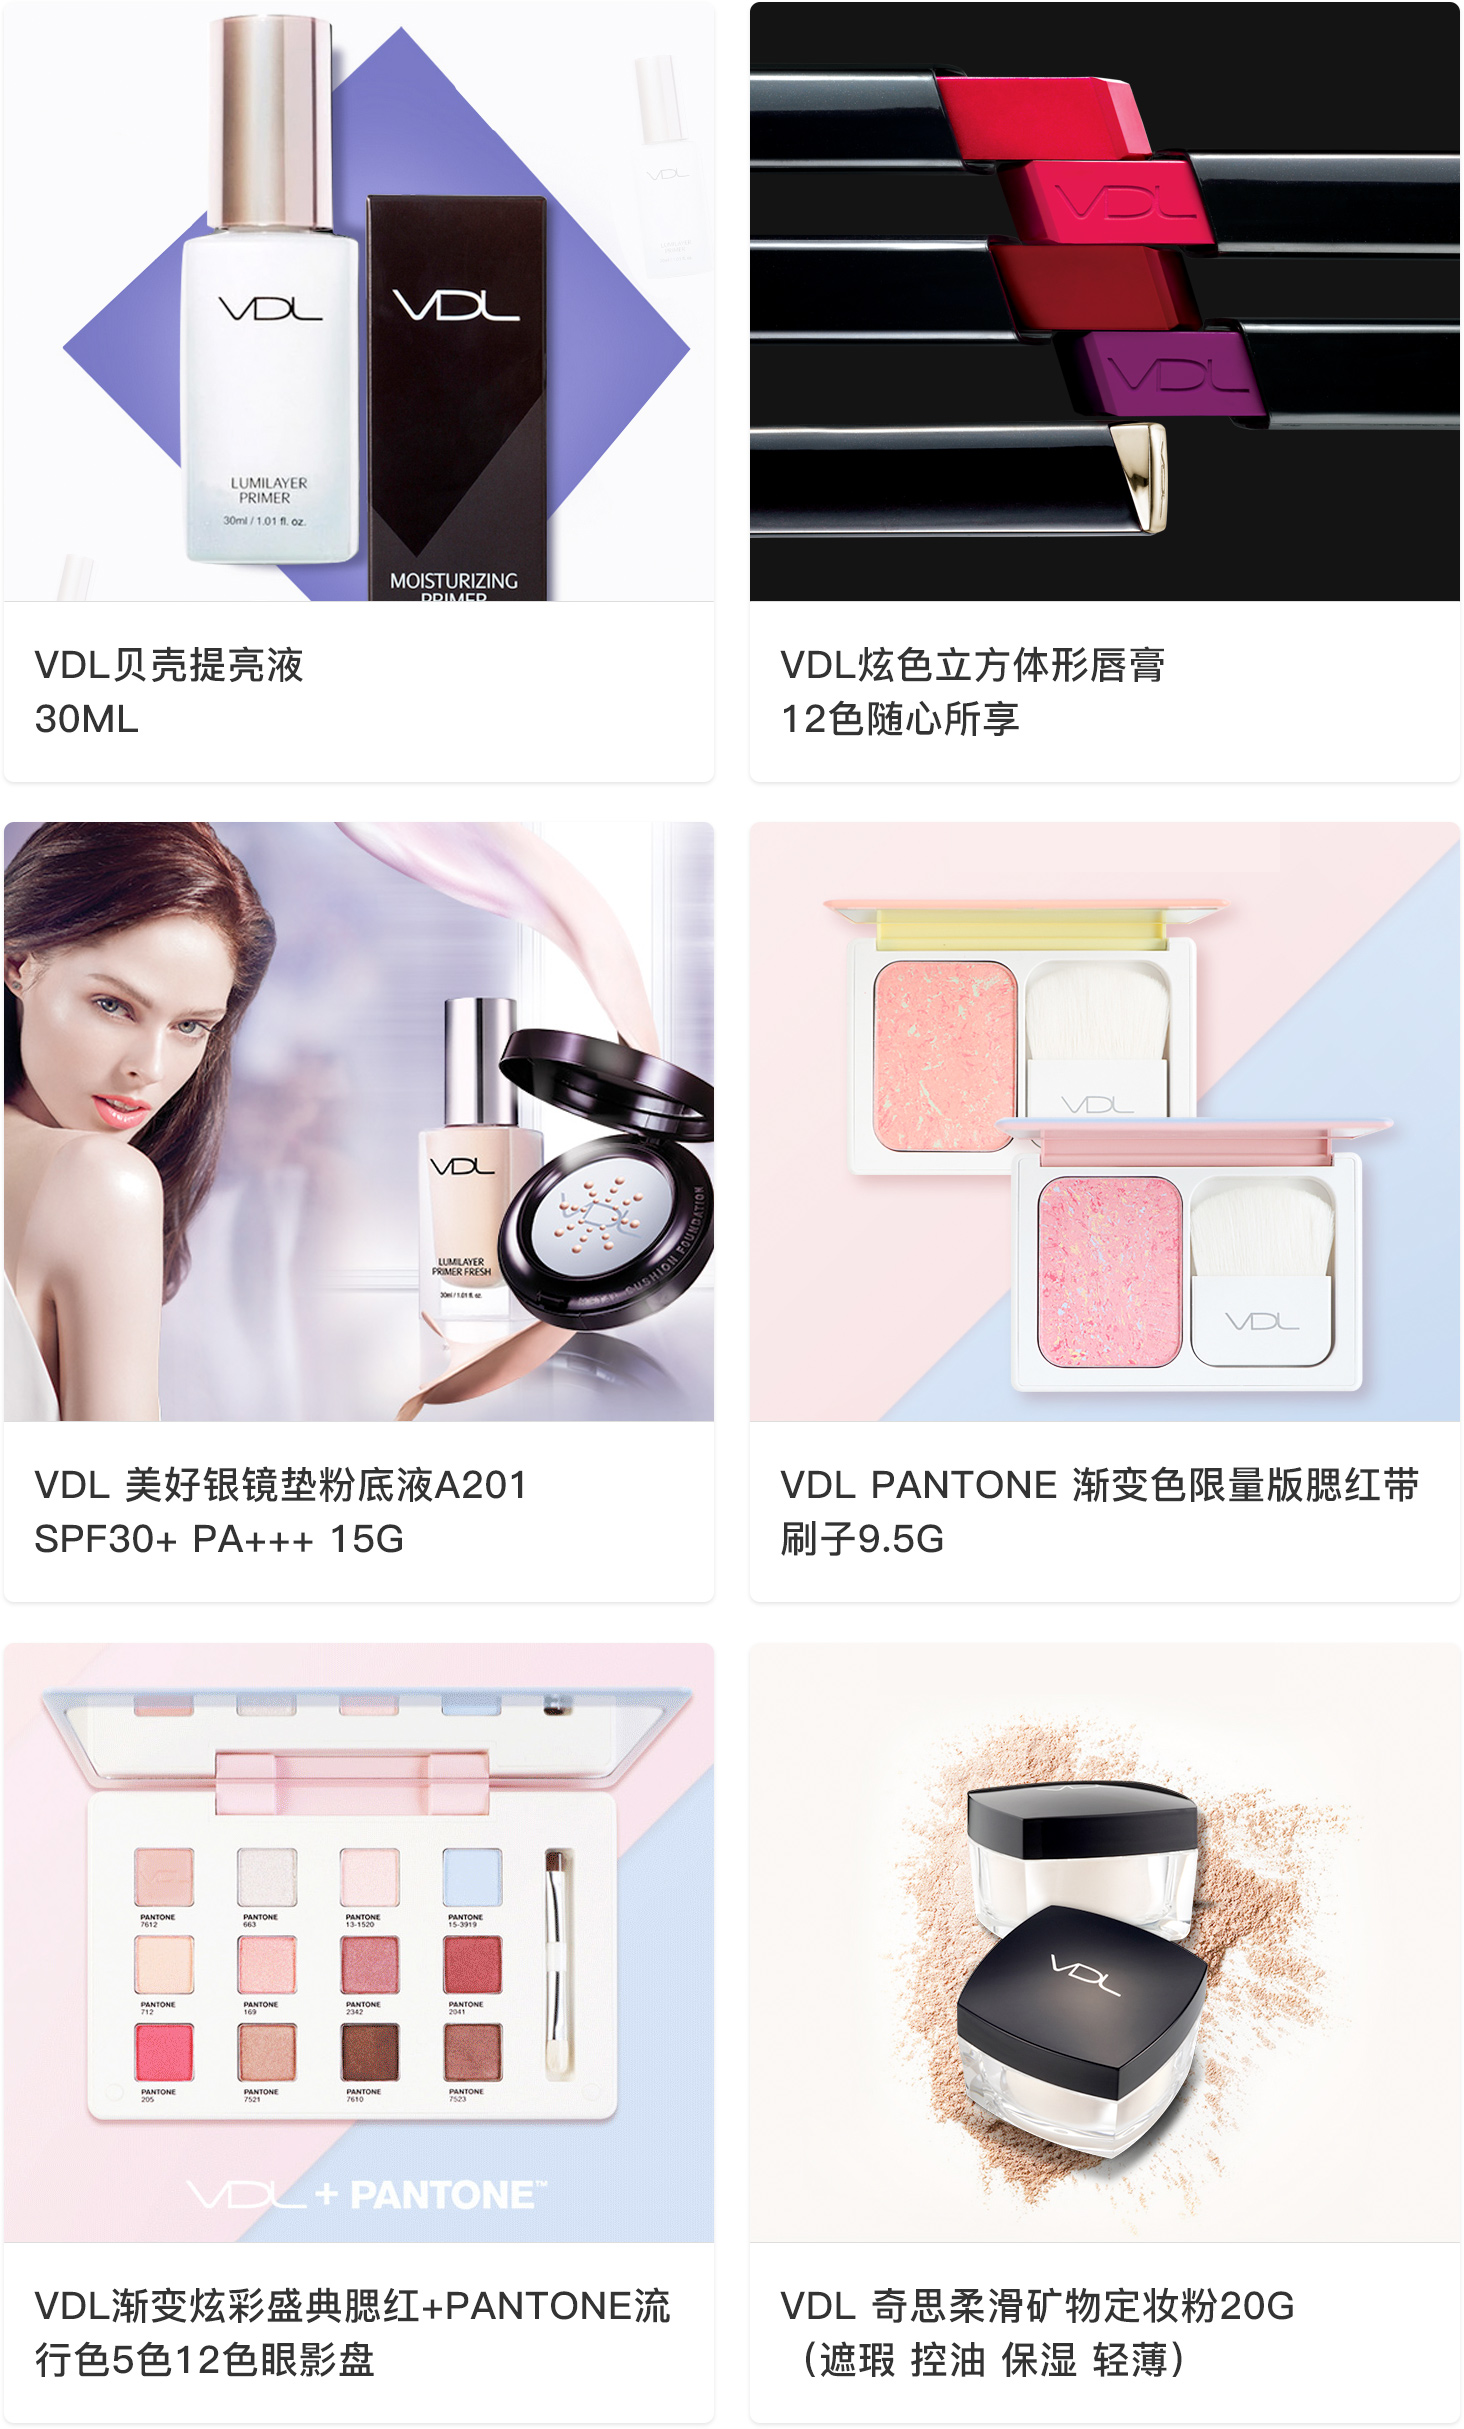 VDL
LUMILAYER
PRIMER
30ml / 1.01 fl. oz.
VDL
MOISTURIZING
PRIMER
VDL贝壳提亮液
30ML
VDL
VDL
VDL炫色立方体形唇膏
12色随心所享
VDL
LUMILAYER
PRIMER FRESH
30ml / 1.01 fl. oz.
VDL
CUSHION FOUNDATION
VDL 美好银镜垫粉底液A201
SPF30+ PA+++ 15G
VDL
VDL
VDL PANTONE 渐变色限量版腮红带
刷子9.5G
PANTONE
7612
PANTONE
663
PANTONE
13-1520
PANTONE
15-3919
PANTONE
712
PANTONE
169
PANTONE
2342
PANTONE
2041
PANTONE
205
PANTONE
7521
PANTONE
7610
PANTONE
7523
VDL + PANTONE™
VDL渐变炫彩盛典腮红+PANTONE流
行色5色12色眼影盘
VDL
VDL 奇思柔滑矿物定妆粉20G
（遮瑕 控油 保湿 轻薄）